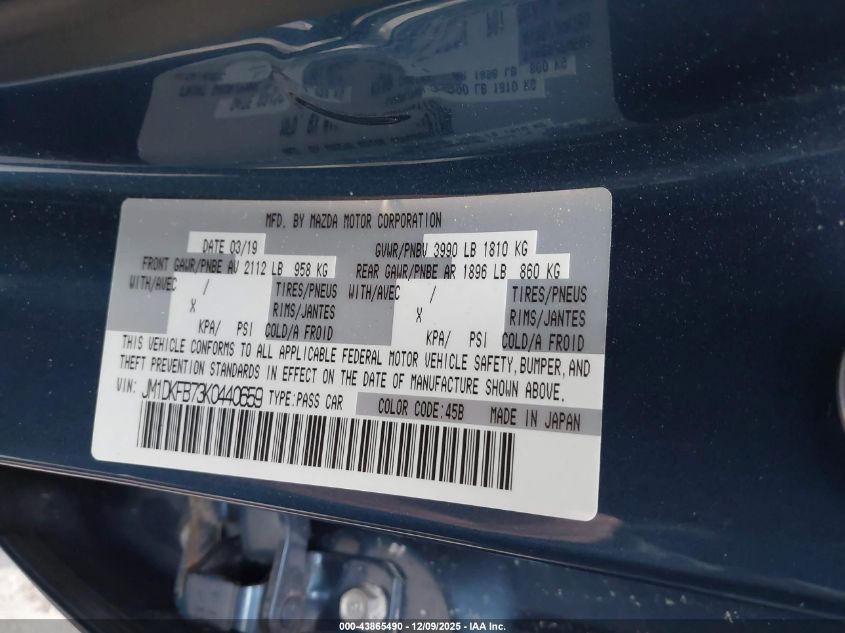 MFD. BY MAZDA MOTOR CORPORATION
DATE 03/19 GVWR/PNBV 3990 LB 1810 KG
FRONT GAWR/PNBE AV 2112 LB 958 KG REAR GAWR/PNBE AR 1896 LB 860 KG
WITH/AVEC / TIRES/PNEUS WITH/AVEC / TIRES/PNEUS
X RIMS/JANTES X RIMS/JANTES
KPA/ PSI COLD/A FROID KPA/ PSI COLD/A FROID
THIS VEHICLE CONFORMS TO ALL APPLICABLE FEDERAL MOTOR VEHICLE SAFETY, BUMPER, AND
THEFT PREVENTION STANDARDS IN EFFECT ON THE DATE OF MANUFACTURE SHOWN ABOVE.
VIN: JM1DKFB73K0440659 TYPE:PASS CAR COLOR CODE:45B MADE IN JAPAN
000-43865490 - 12/09/2025 - IAA Inc.